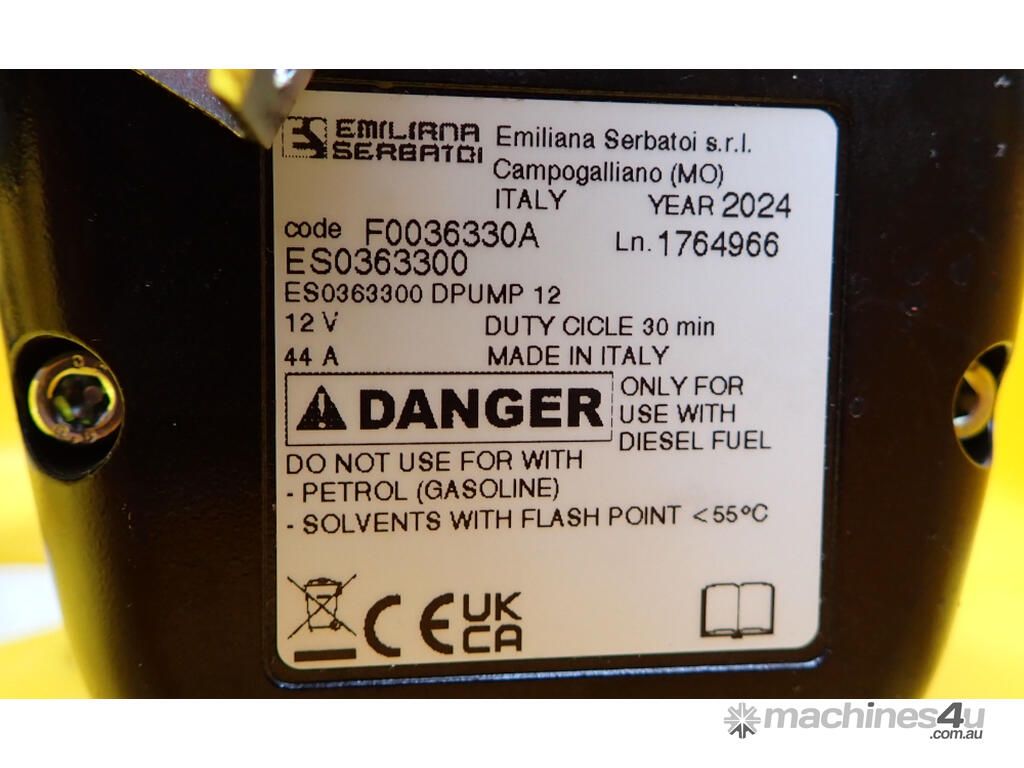 EMILIANA
SERBATOI
Emiliana Serbatoi s.r.l.
Campogalliano (MO)
ITALY YEAR 2024
code F0036330A Ln. 1764966
ES0363300
ES0363300 DPUMP 12
12 V DUTY CICLE 30 min
44 A MADE IN ITALY
DANGER
ONLY FOR
USE WITH
DIESEL FUEL
DO NOT USE FOR WITH
- PETROL (GASOLINE)
- SOLVENTS WITH FLASH POINT <55°C
CE UK
CA
machines4u
.com.au